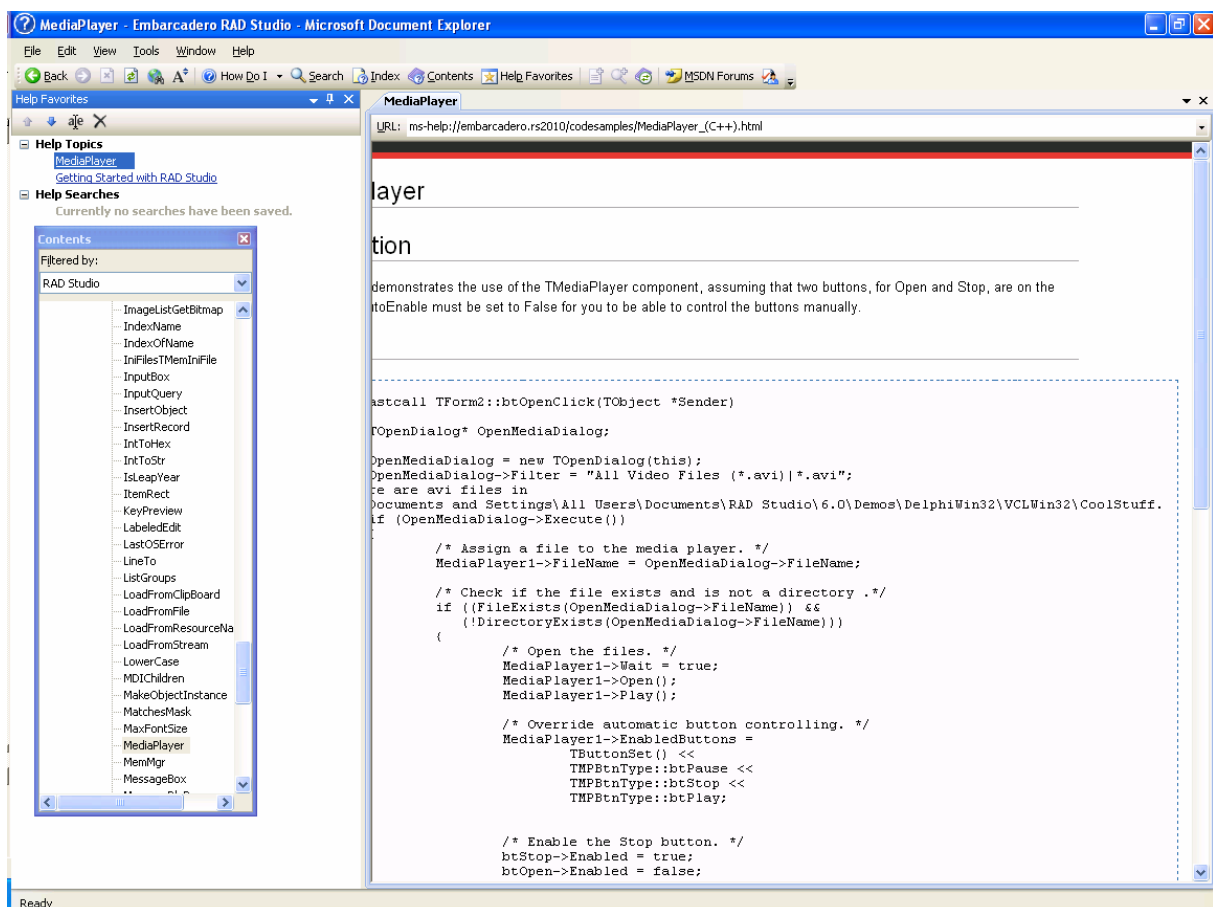 MediaPlayer - Embarcadero RAD Studio - Microsoft Document Explorer
File Edit View Tools Window Help
Back How Do I Search Index Contents Help Favorites MSDN Forums
Help Favorites
Help Topics
MediaPlayer
Getting Started with RAD Studio
Help Searches
Currently no searches have been saved.
Contents
Filtered by:
RAD Studio
ImageListGetBitmap
IndexName
IndexOfName
IniFilesTMemIniFile
InputBox
InputQuery
InsertObject
InsertRecord
IntToHex
IntToStr
IsLeapYear
ItemRect
KeyPreview
LabeledEdit
LastOSError
LineTo
ListGroups
LoadFromClipBoard
LoadFromFile
LoadFromResourceNa
LoadFromStream
LowerCase
MDIChildren
MakeObjectInstance
MatchesMask
MaxFontSize
MediaPlayer
MemMgr
MessageBox
MediaPlayer
URL: ms-help://embarcadero.rs2010/codesamples/MediaPlayer_(C++).html
layer
tion
demonstrates the use of the TMediaPlayer component, assuming that two buttons, for Open and Stop, are on the
utoEnable must be set to False for you to be able to control the buttons manually.
astcall TForm2::btOpenClick(TObject *Sender)
TOpenDialog* OpenMediaDialog;
OpenMediaDialog = new TOpenDialog(this);
OpenMediaDialog->Filter = "All Video Files (*.avi)|*.avi";
re are avi files in
Documents and Settings\All Users\Documents\RAD Studio\6.0\Demos\DelphiWin32\VCLWin32\CoolStuff.
if (OpenMediaDialog->Execute())
{
/* Assign a file to the media player. */
MediaPlayer1->FileName = OpenMediaDialog->FileName;
/* Check if the file exists and is not a directory .*/
if ((FileExists(OpenMediaDialog->FileName)) &&
(!DirectoryExists(OpenMediaDialog->FileName)))
{
/* Open the files. */
MediaPlayer1->Wait = true;
MediaPlayer1->Open();
MediaPlayer1->Play();
/* Override automatic button controlling. */
MediaPlayer1->EnabledButtons =
TButtonSet() <<
TMPBtnType::btPause <<
TMPBtnType::btStop <<
TMPBtnType::btPlay;
/* Enable the Stop button. */
btStop->Enabled = true;
btOpen->Enabled = false;
Ready